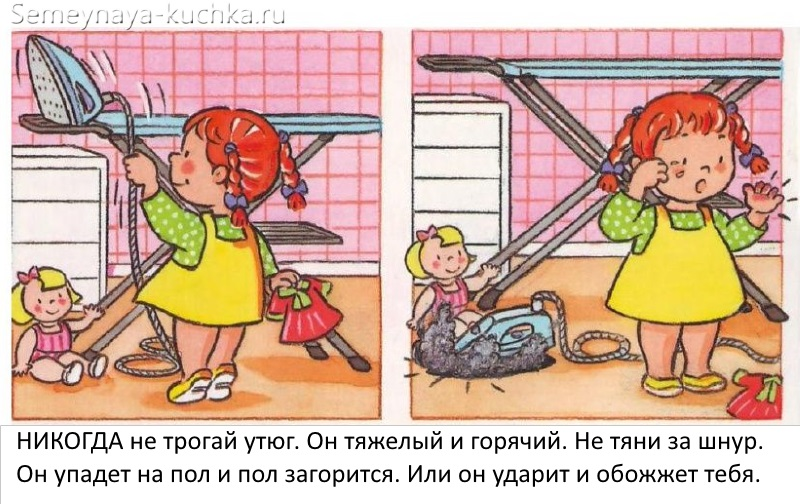 Semeynaya-kuchka.ru
НИКОГДА не трогай утюг. Он тяжелый и горячий. Не тяни за шнур.
Он упадет на пол и пол загорится. Или он ударит и обожжет тебя.